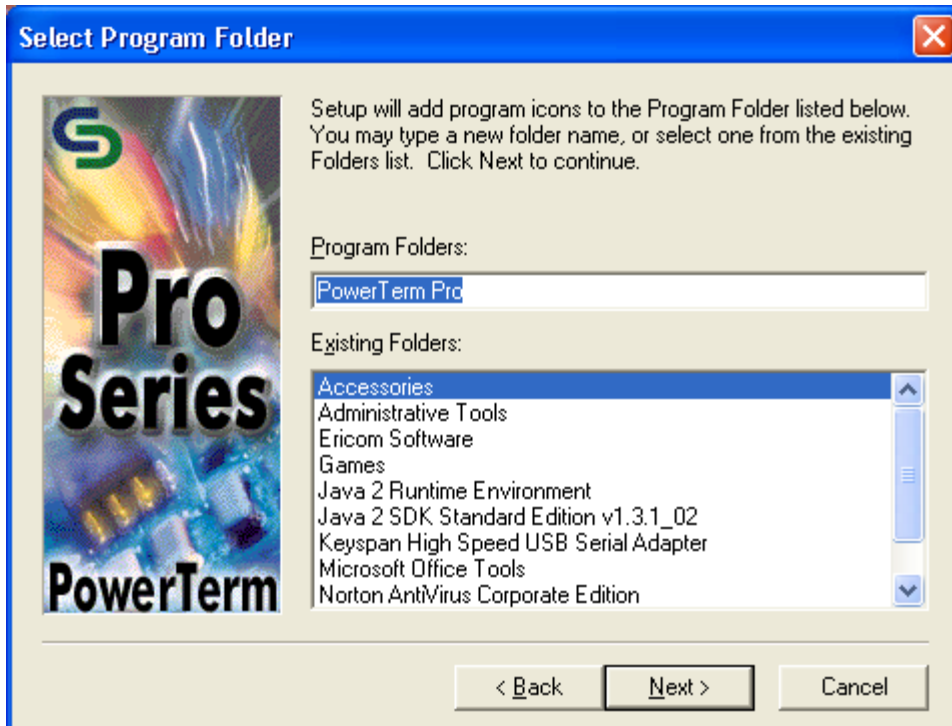 Select Program Folder
Setup will add program icons to the Program Folder listed below.
You may type a new folder name, or select one from the existing
Folders list.  Click Next to continue.
Program Folders:
PowerTerm Pro
Existing Folders:
Accessories
Administrative Tools
Ericom Software
Games
Java 2 Runtime Environment
Java 2 SDK Standard Edition v1.3.1_02
Keyspan High Speed USB Serial Adapter
Microsoft Office Tools
Norton AntiVirus Corporate Edition
Pro
Series
PowerTerm
< Back
Next >
Cancel